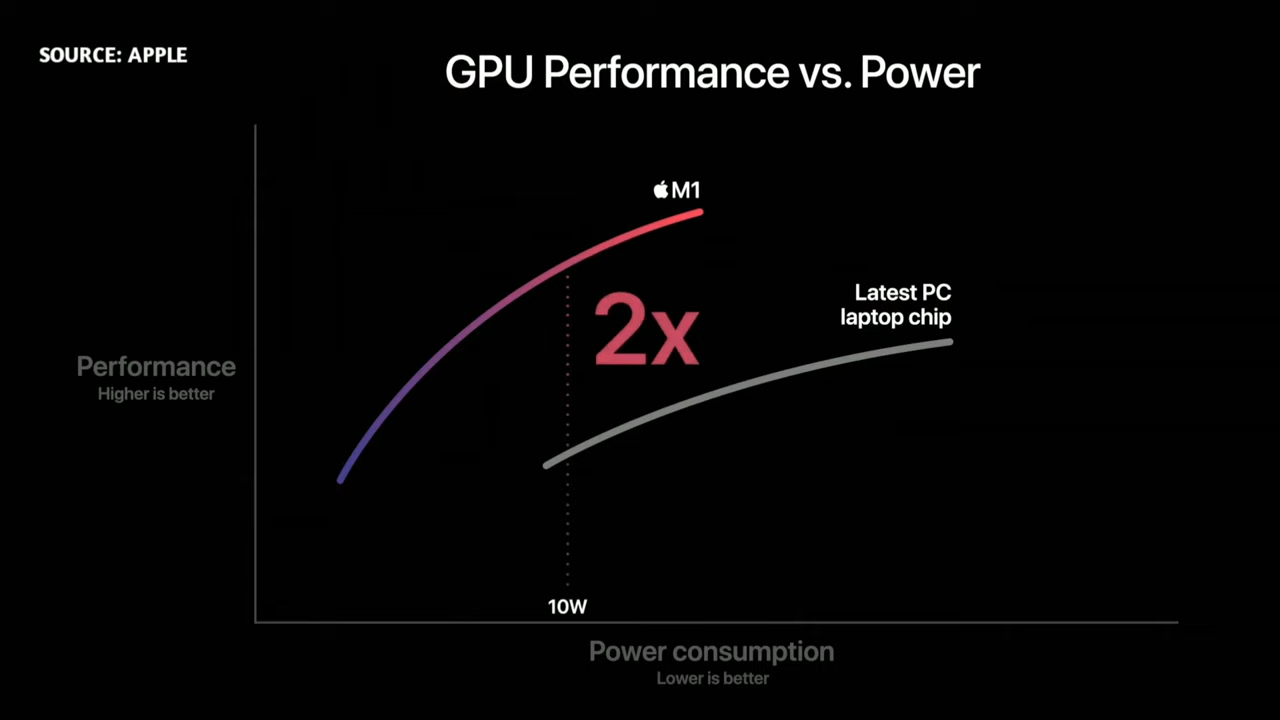 SOURCE: APPLE
GPU Performance vs. Power
M1
2x
Latest PC
laptop chip
Performance
Higher is better
10W
Power consumption
Lower is better